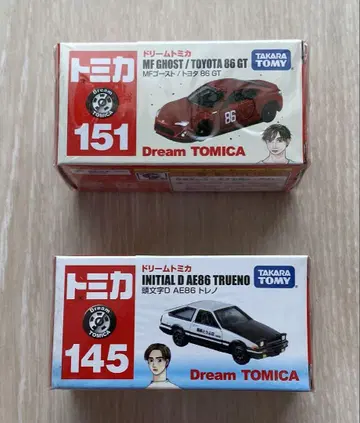 ドリームトミカ
トミカ
MF GHOST / TOYOTA 86 GT
MFゴースト / トヨタ 86 GT
TAKARA TOMY
Dream TOMICA
151
86
Dream TOMICA
ドリームトミカ
トミカ
INITIAL D AE86 TRUENO
頭文字D AE86 トレノ
TAKARA TOMY
Dream TOMICA
145
Dream TOMICA